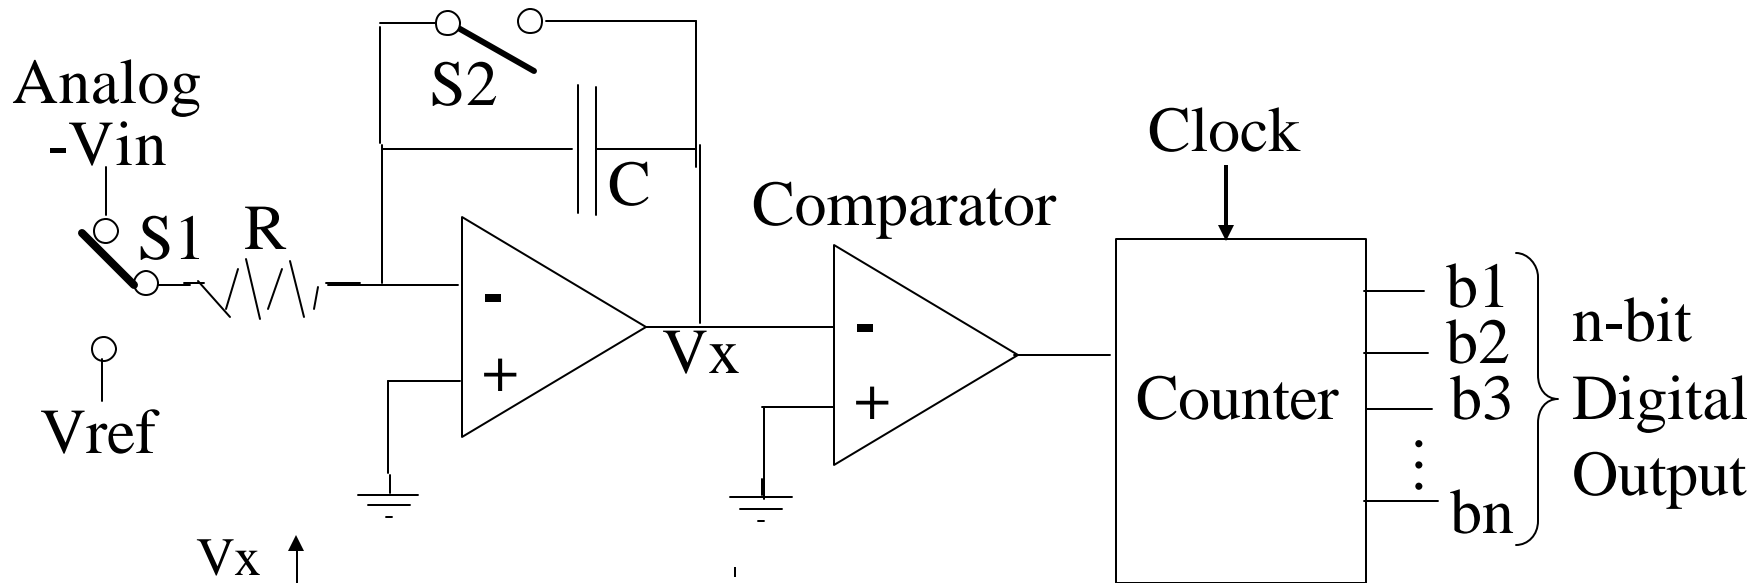 Analog
-Vin
S1
R
Vref
S2
C
-
+
Vx
Comparator
-
+
Clock
Counter
b1
b2
b3
⋮
bn
n-bit
Digital
Output
Vx